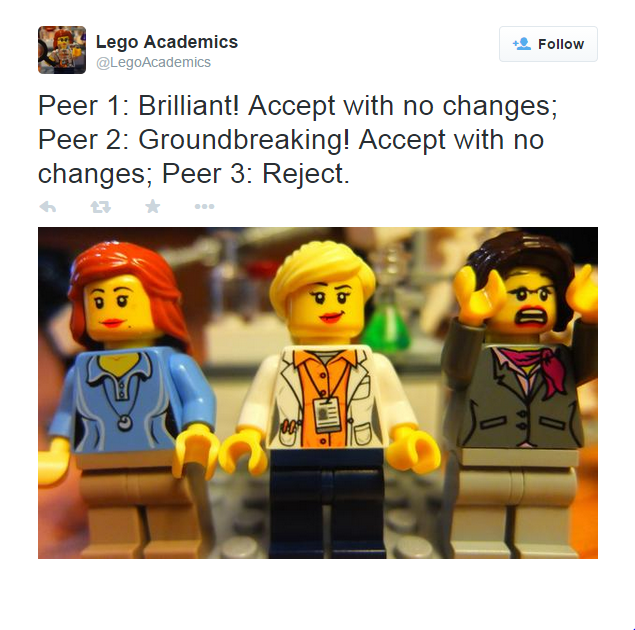 Lego Academics
@LegoAcademics
Follow
Peer 1: Brilliant! Accept with no changes;
Peer 2: Groundbreaking! Accept with no
changes; Peer 3: Reject.